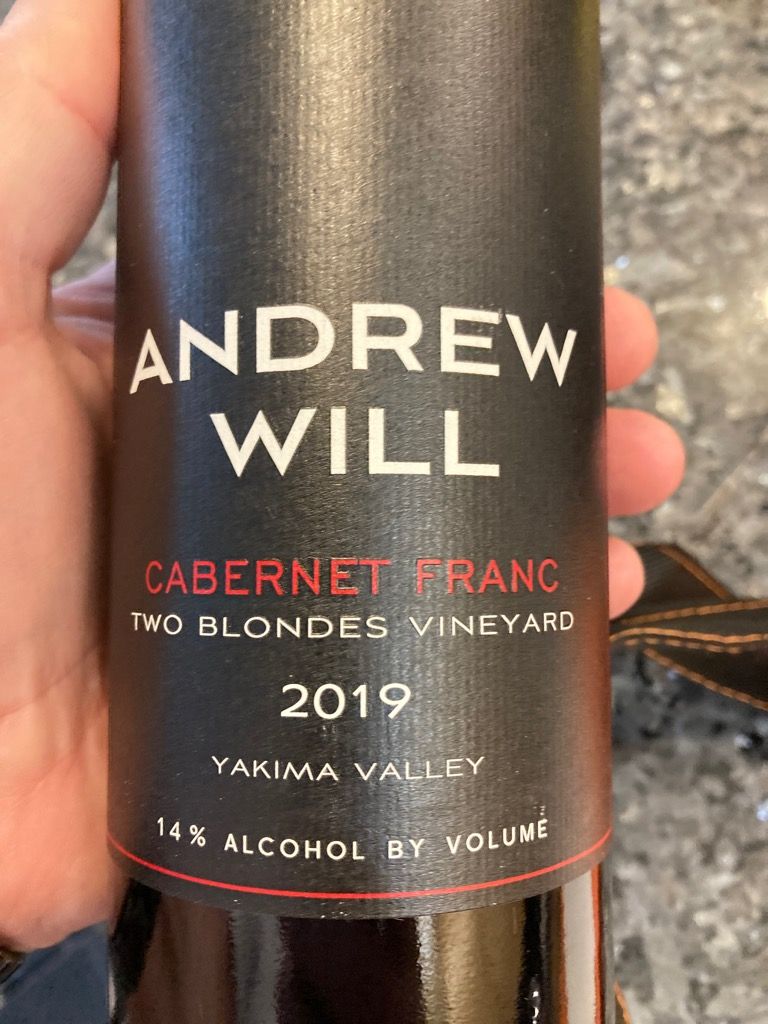 ANDREW
WILL
CABERNET FRANC
TWO BLONDES VINEYARD
2019
YAKIMA VALLEY
14% ALCOHOL BY VOLUME